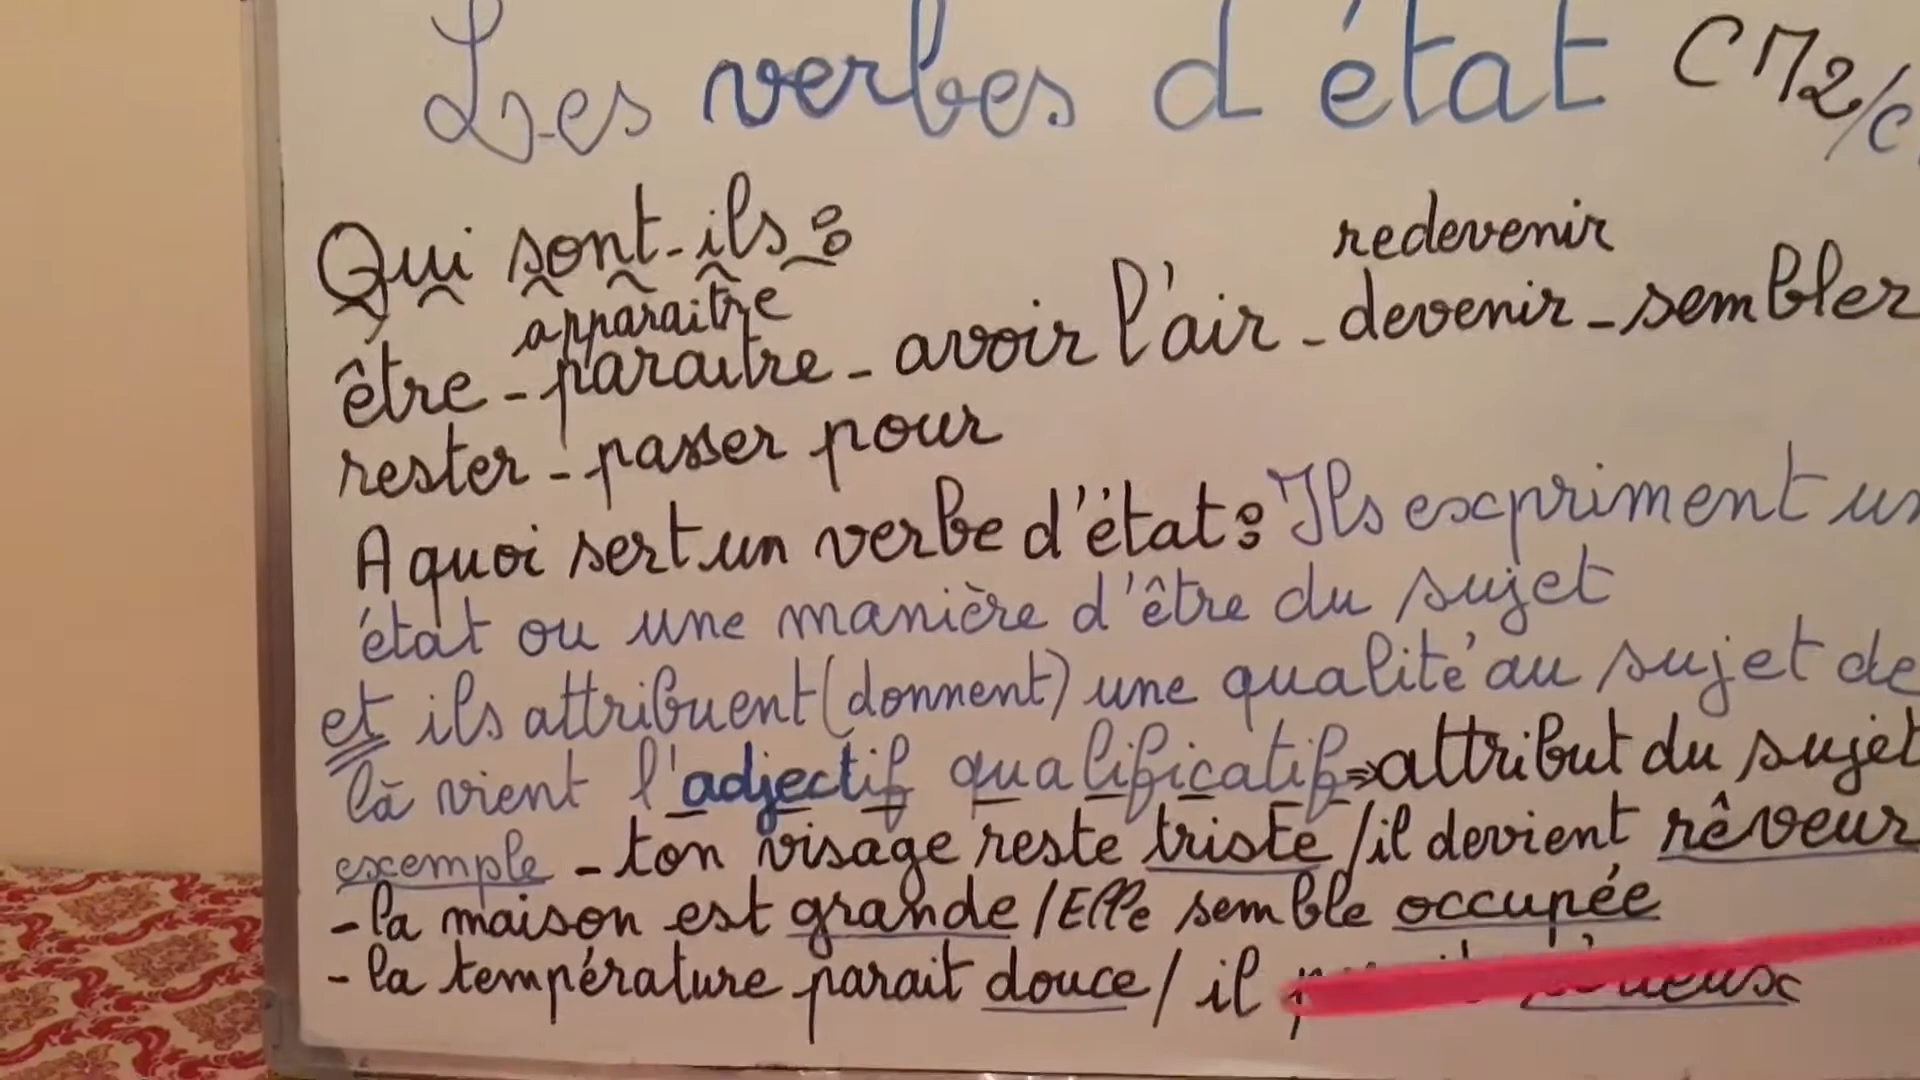 Les verbes d'état CM2/
Qui sont-ils :
redevenir
apparaître
être - paraitre - avoir l'air - devenir - sembler
rester - passer pour
A quoi sert un verbe d'état : Ils expriment un
état ou une manière d'être du sujet
et ils attribuent (donnent) une qualité au sujet de
là vient l'adjectif qualificatif ⇒ attribut du sujet
exemple - ton visage reste triste / il devient rêveur
- la maison est grande / Elle semble occupée
- la température parait douce / il